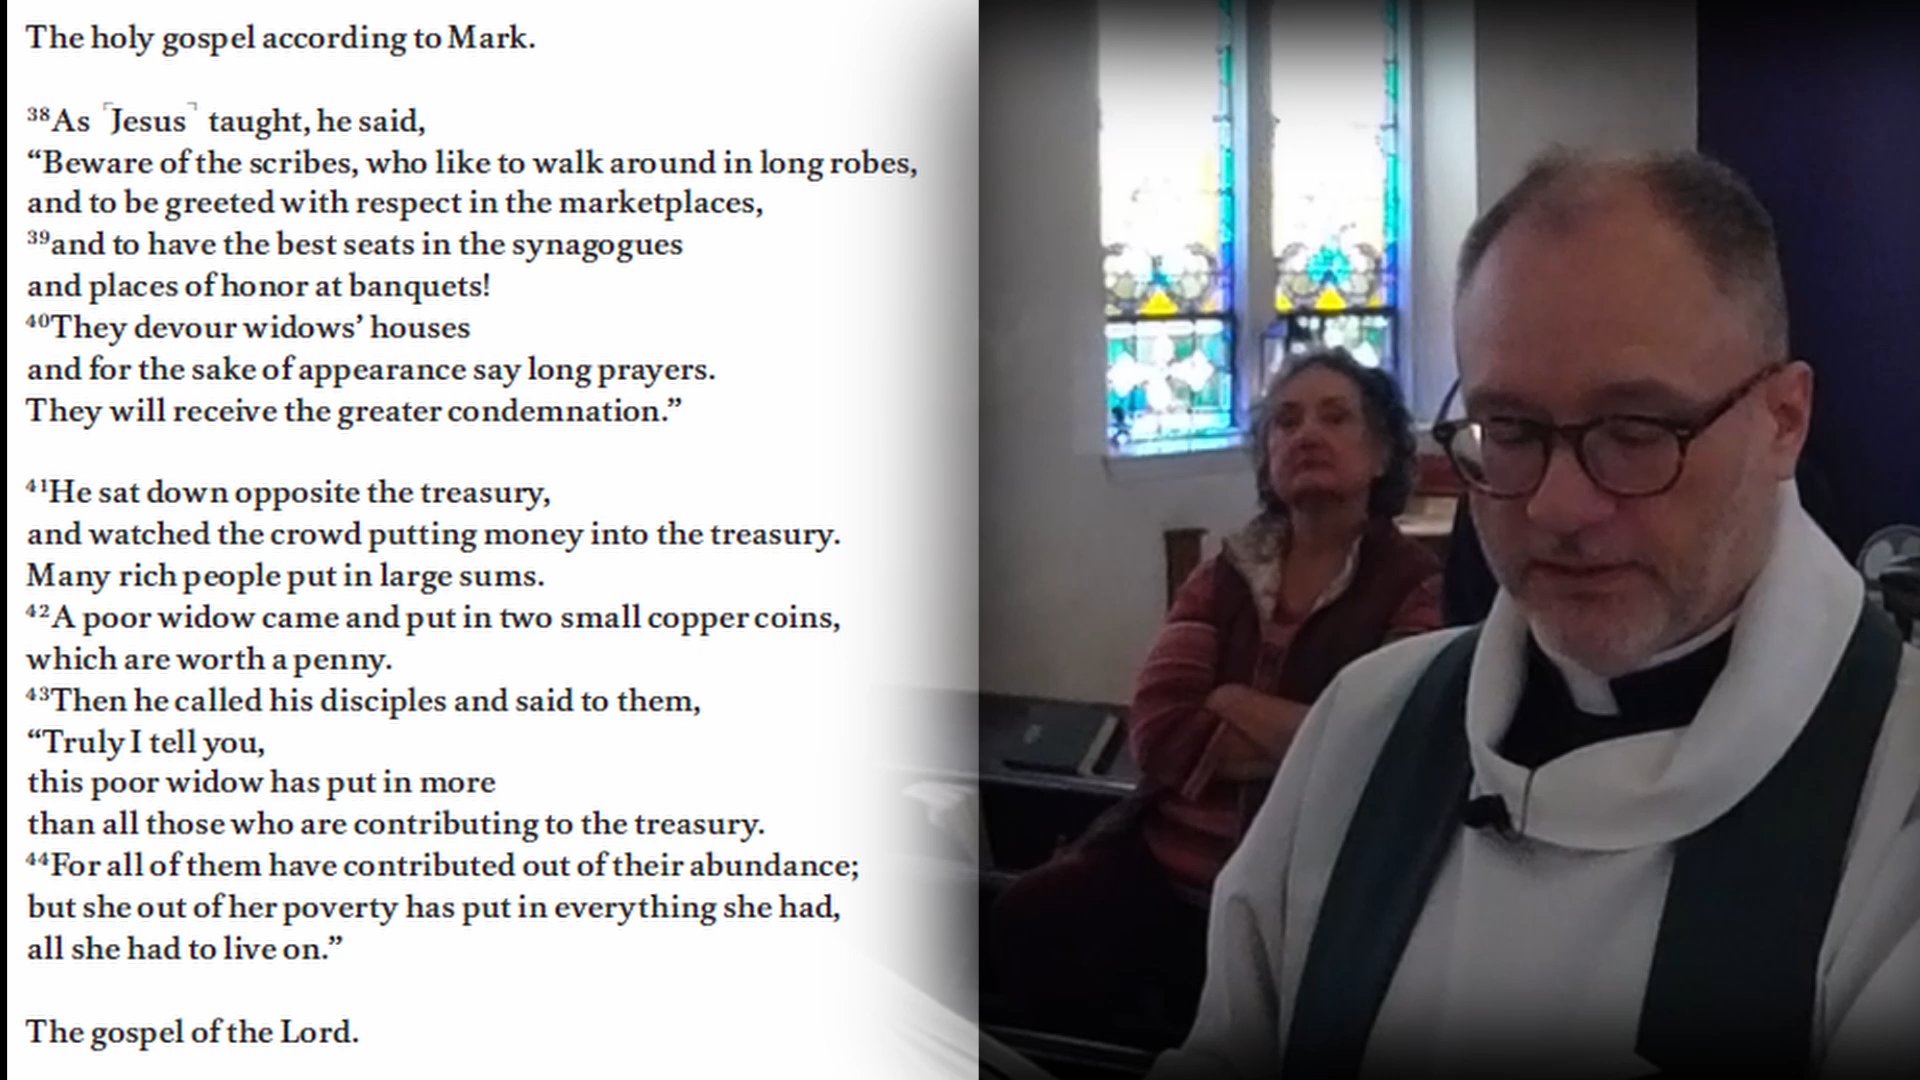 The holy gospel according to Mark.
³⁸As ⌜Jesus⌝ taught, he said,
“Beware of the scribes, who like to walk around in long robes,
and to be greeted with respect in the marketplaces,
³⁹and to have the best seats in the synagogues
and places of honor at banquets!
⁴⁰They devour widows’ houses
and for the sake of appearance say long prayers.
They will receive the greater condemnation.”
⁴¹He sat down opposite the treasury,
and watched the crowd putting money into the treasury.
Many rich people put in large sums.
⁴²A poor widow came and put in two small copper coins,
which are worth a penny.
⁴³Then he called his disciples and said to them,
“Truly I tell you,
this poor widow has put in more
than all those who are contributing to the treasury.
⁴⁴For all of them have contributed out of their abundance;
but she out of her poverty has put in everything she had,
all she had to live on.”
The gospel of the Lord.